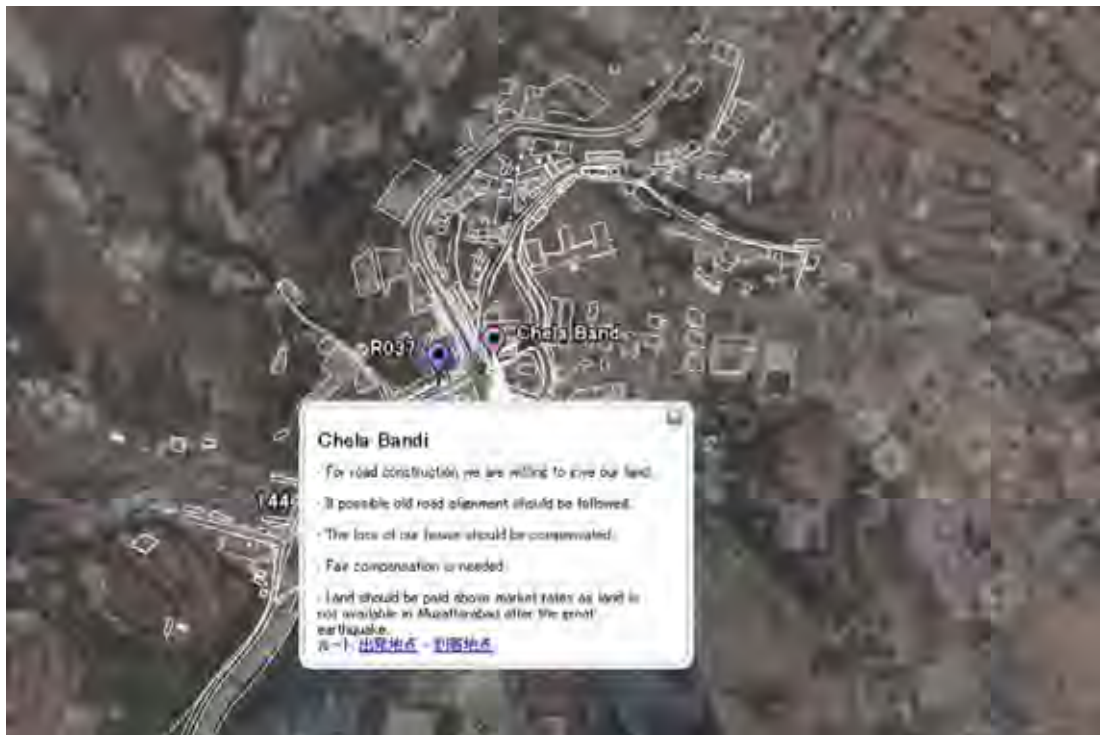 R037
Chela Band
144
Chela Bandi
- For road construction we are willing to give our land.
- If possible old road alignment should be followed.
- The loss of our house should be compensated.
- Fair compensation is needed.
- Land should be paid above market rates as land is
not available in Muzaffarabad after the great
earthquake.
ルート: 出発地点 - 到着地点